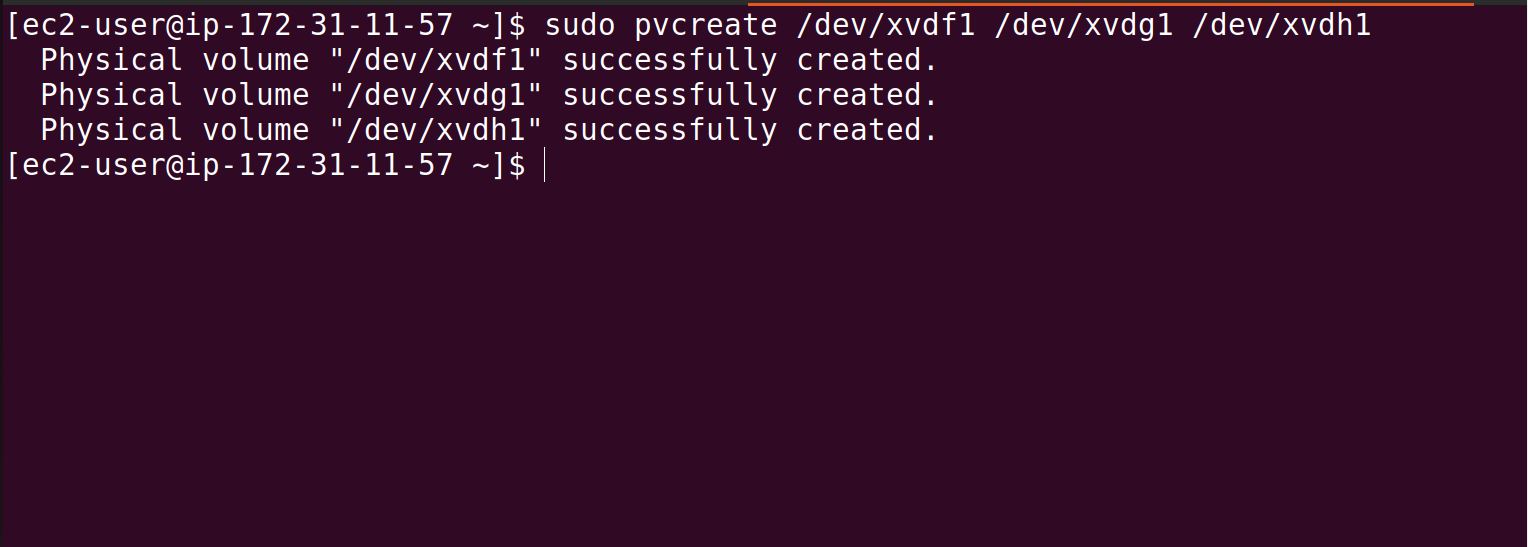 [ec2-user@ip-172-31-11-57 ~]$ sudo pvcreate /dev/xvdf1 /dev/xvdg1 /dev/xvdh1
  Physical volume "/dev/xvdf1" successfully created.
  Physical volume "/dev/xvdg1" successfully created.
  Physical volume "/dev/xvdh1" successfully created.
[ec2-user@ip-172-31-11-57 ~]$